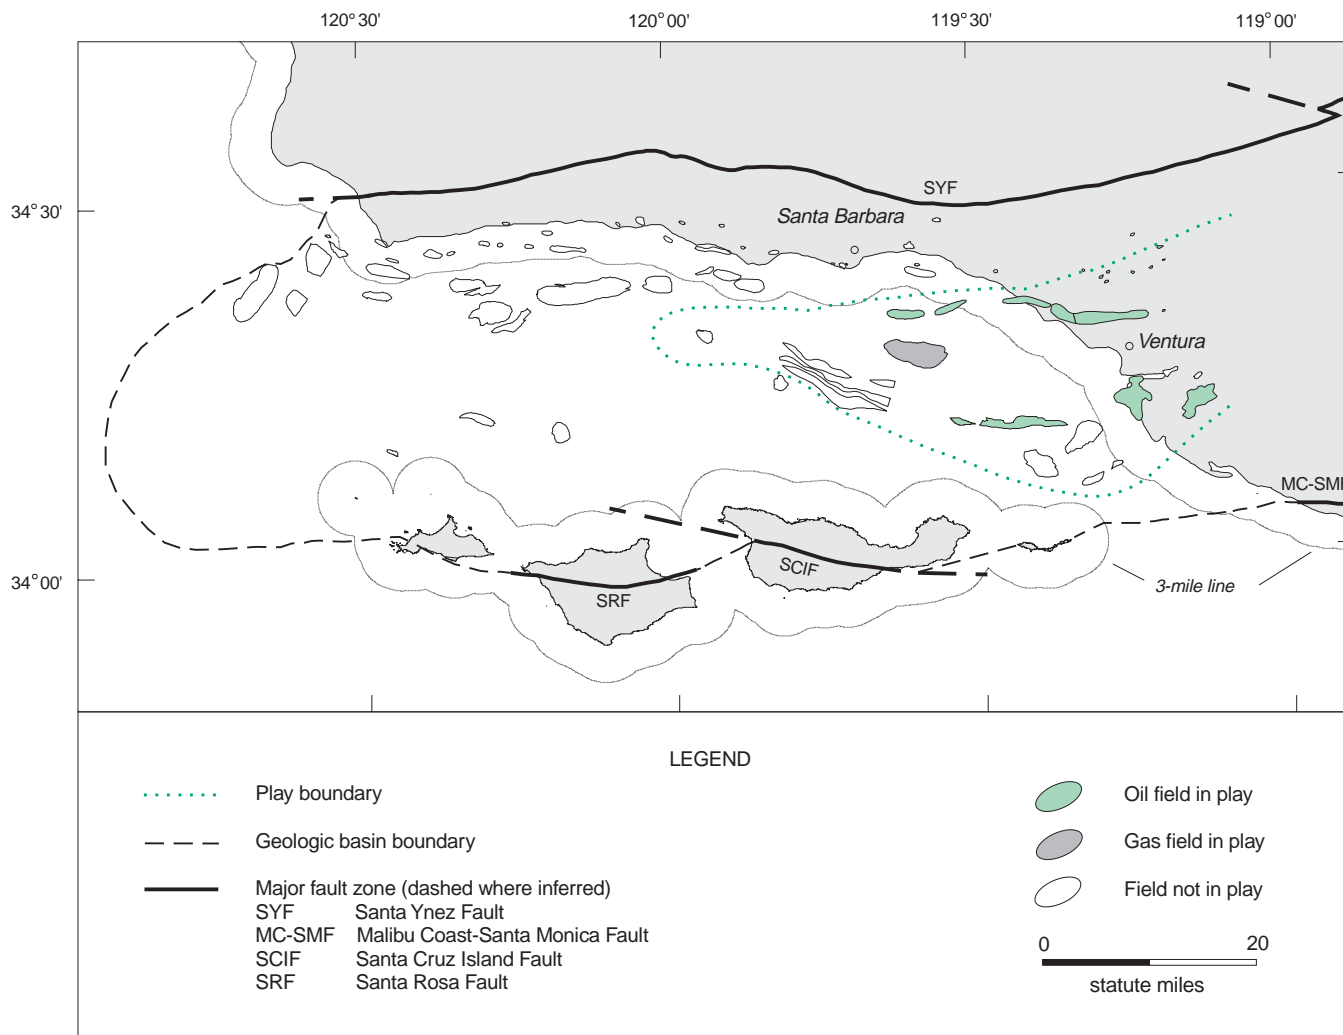 120°30' 120°00' 119°30' 119°00'
SYF
34°30'
Santa Barbara
Ventura
MC-SMF
SCIF
34°00'
3-mile line
SRF
LEGEND
Play boundary
Geologic basin boundary
Major fault zone (dashed where inferred)
SYF Santa Ynez Fault
MC-SMF Malibu Coast-Santa Monica Fault
SCIF Santa Cruz Island Fault
SRF Santa Rosa Fault
Oil field in play
Gas field in play
Field not in play
0 20
statute miles